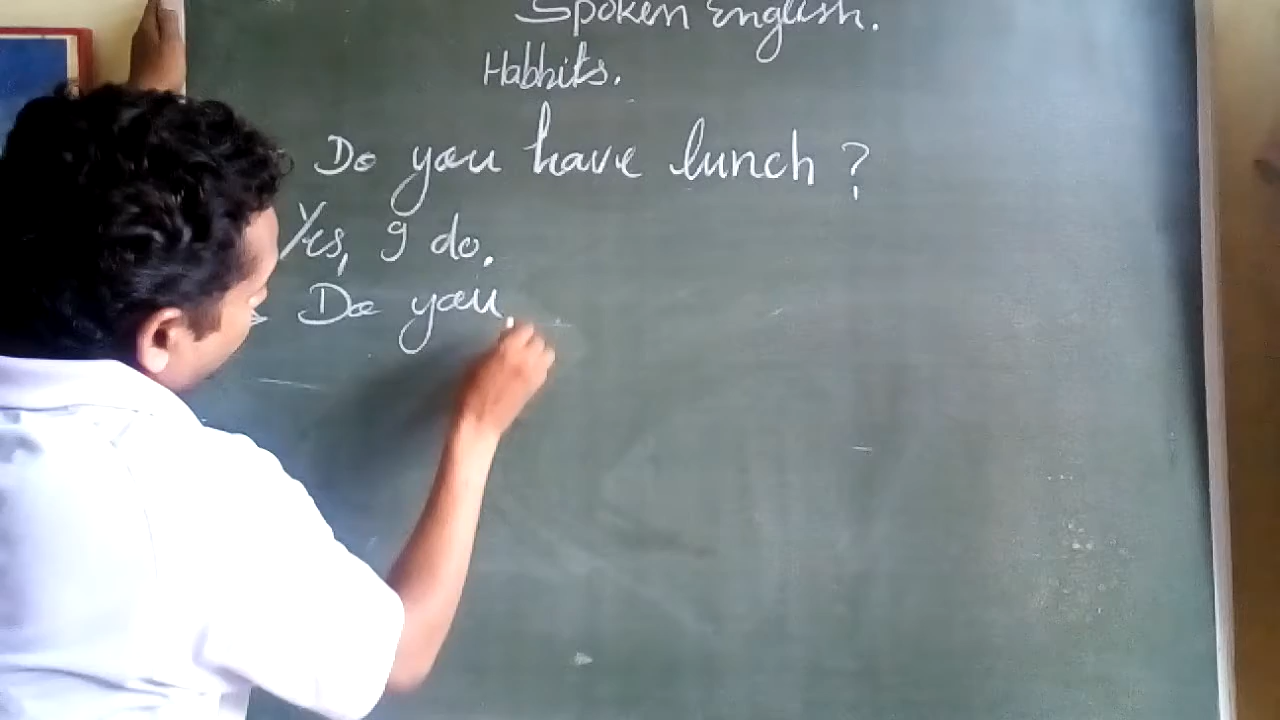 Spoken English.
Habbits.
Do you have lunch ?
Yes, I do.
Do you